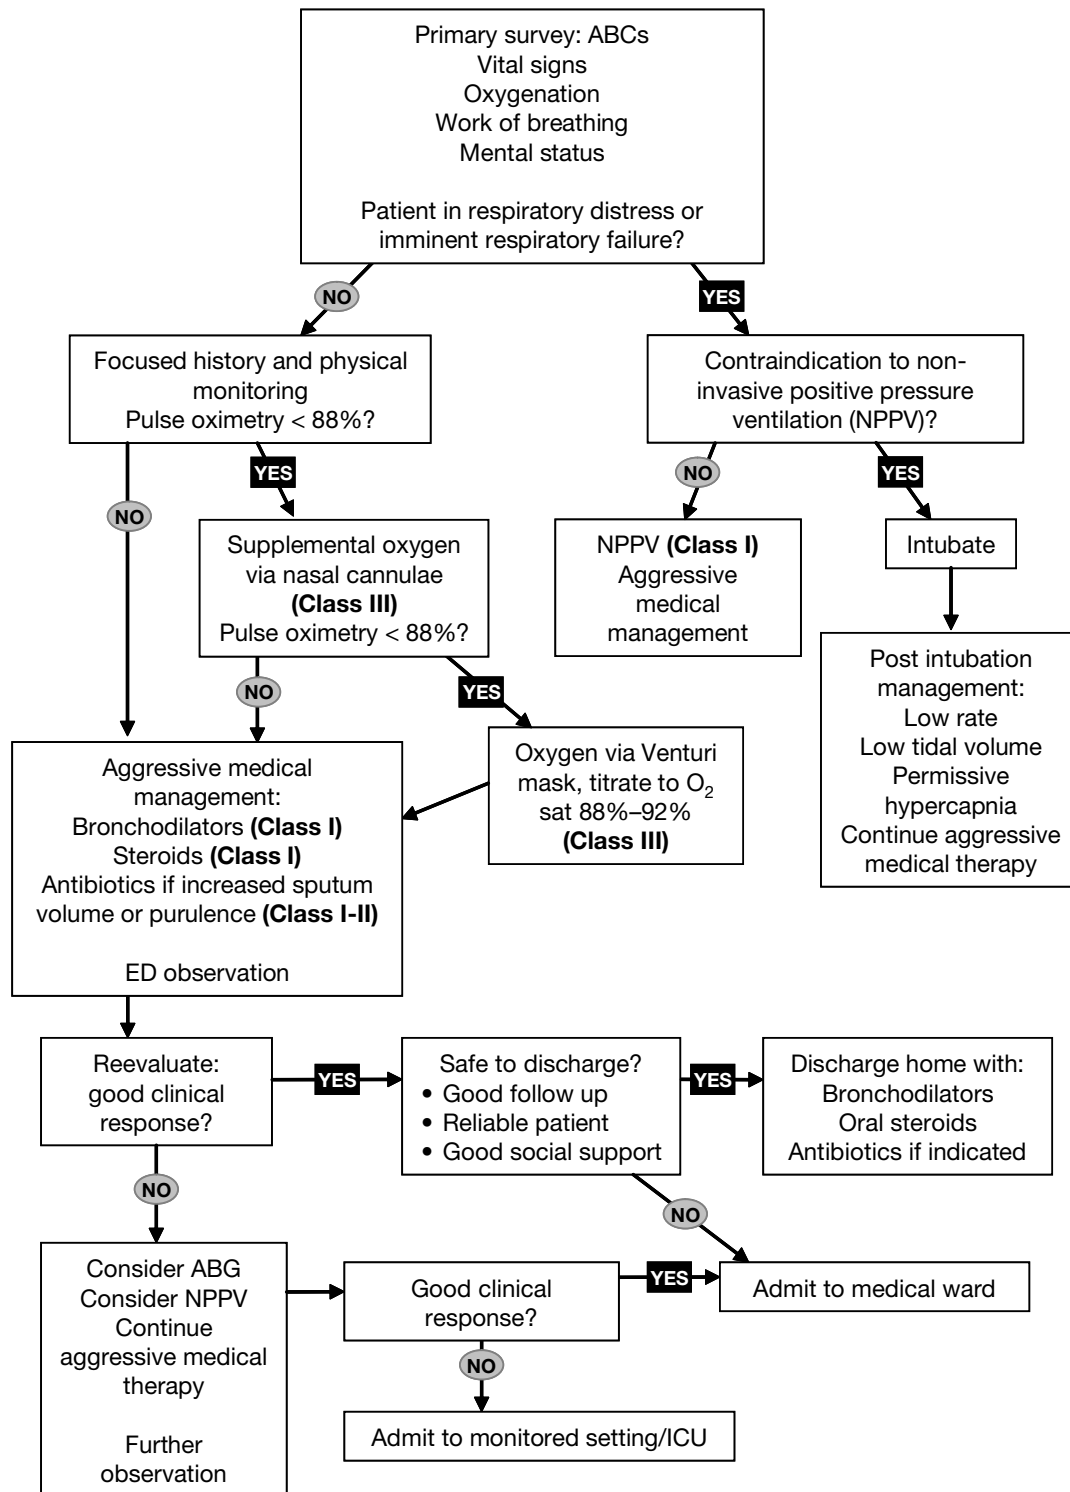 Primary survey: ABCs
Vital signs
Oxygenation
Work of breathing
Mental status
Patient in respiratory distress or
imminent respiratory failure?
NO
YES
Focused history and physical
monitoring
Pulse oximetry < 88%?
Contraindication to non-
invasive positive pressure
ventilation (NPPV)?
YES
NO
NO
YES
NO
Supplemental oxygen
via nasal cannulae
(Class III)
Pulse oximetry < 88%?
NPPV (Class I)
Aggressive
medical
management
Intubate
NO
YES
Post intubation
management:
Low rate
Low tidal volume
Permissive
hypercapnia
Continue aggressive
medical therapy
Aggressive medical
management:
Bronchodilators (Class I)
Steroids (Class I)
Antibiotics if increased sputum
volume or purulence (Class I-II)
ED observation
Oxygen via Venturi
mask, titrate to O2
sat 88%–92%
(Class III)
Reevaluate:
good clinical
response?
YES
Safe to discharge?
• Good follow up
• Reliable patient
• Good social support
YES
Discharge home with:
Bronchodilators
Oral steroids
Antibiotics if indicated
NO
NO
Consider ABG
Consider NPPV
Continue
aggressive medical
therapy
Further
observation
Good clinical
response?
YES
Admit to medical ward
NO
Admit to monitored setting/ICU